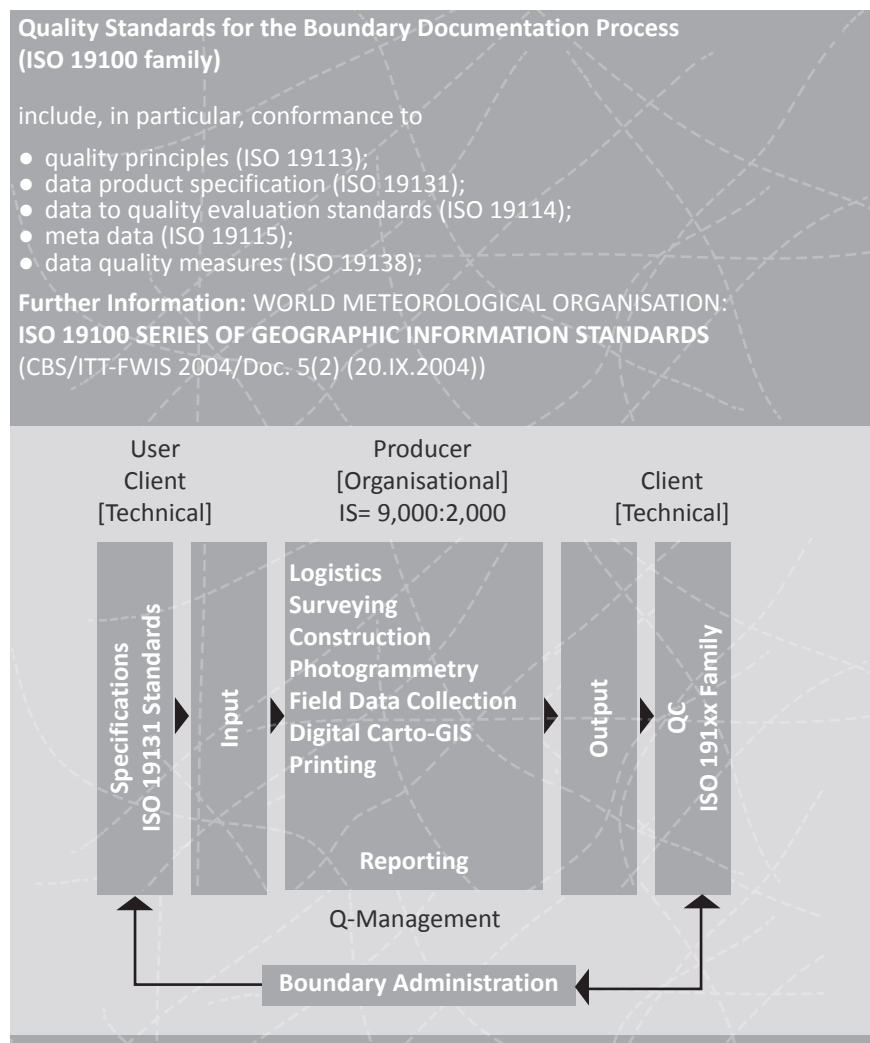 Quality Standards for the Boundary Documentation Process
(ISO 19100 family)
include, in particular, conformance to
● quality principles (ISO 19113);
● data product specification (ISO 19131);
● data to quality evaluation standards (ISO 19114);
● meta data (ISO 19115);
● data quality measures (ISO 19138);
Further Information: WORLD METEOROLOGICAL ORGANISATION:
ISO 19100 SERIES OF GEOGRAPHIC INFORMATION STANDARDS
(CBS/ITT-FWIS 2004/Doc. 5(2) (20.IX.2004))
User
Client
[Technical]
Producer
[Organisational]
IS= 9,000:2,000
Client
[Technical]
Specifications
ISO 19131 Standards
Input
Logistics
Surveying
Construction
Photogrammetry
Field Data Collection
Digital Carto-GIS
Printing
Reporting
Output
QC
ISO 191xx Family
Q-Management
Boundary Administration